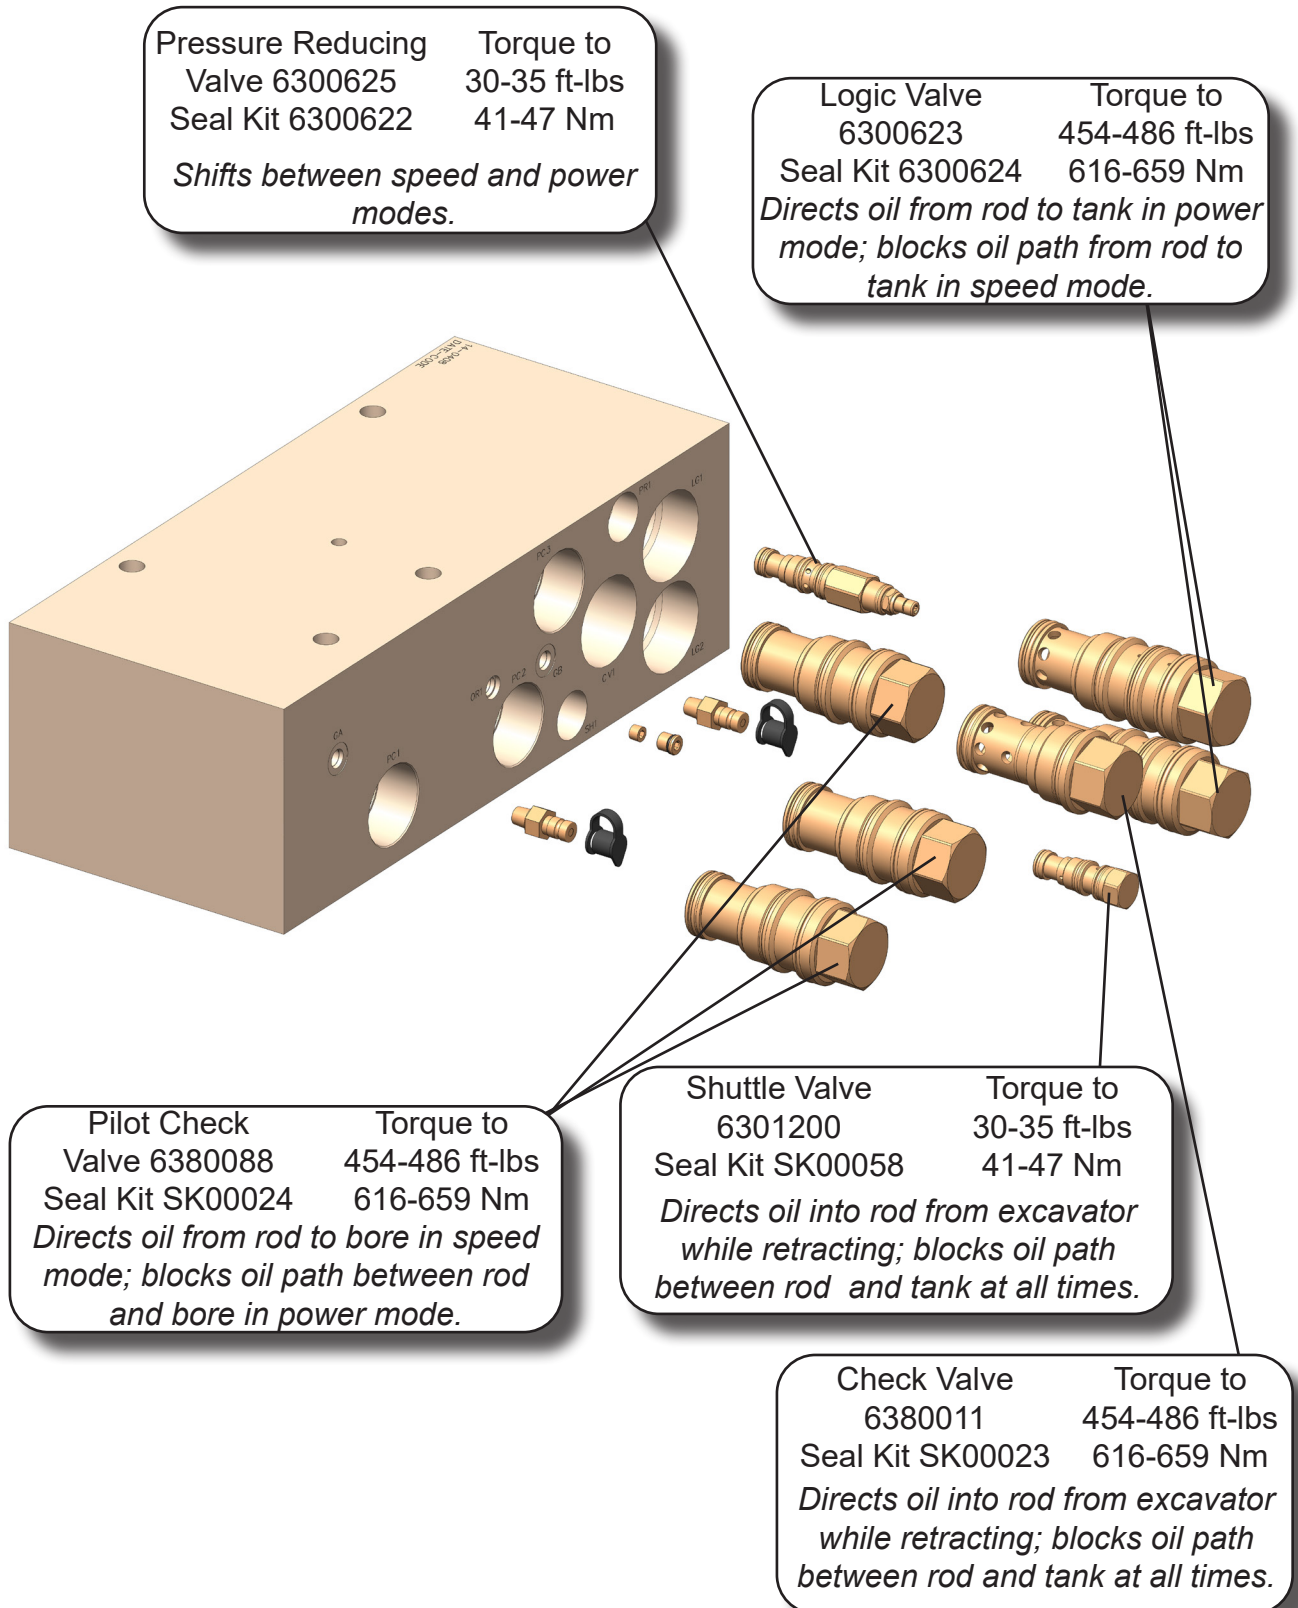 Pressure Reducing Torque to
Valve 6300625 30-35 ft-lbs
Seal Kit 6300622 41-47 Nm
Shifts between speed and power
modes.
Logic Valve Torque to
6300623 454-486 ft-lbs
Seal Kit 6300624 616-659 Nm
Directs oil from rod to tank in power
mode; blocks oil path from rod to
tank in speed mode.
14-0408
DATE-CODE
PR1
LG1
PC3
LG2
CV1
GB
PC2
OR1
SH1
GA
PC1
Pilot Check Torque to
Valve 6380088 454-486 ft-lbs
Seal Kit SK00024 616-659 Nm
Directs oil from rod to bore in speed
mode; blocks oil path between rod
and bore in power mode.
Shuttle Valve Torque to
6301200 30-35 ft-lbs
Seal Kit SK00058 41-47 Nm
Directs oil into rod from excavator
while retracting; blocks oil path
between rod and tank at all times.
Check Valve Torque to
6380011 454-486 ft-lbs
Seal Kit SK00023 616-659 Nm
Directs oil into rod from excavator
while retracting; blocks oil path
between rod and tank at all times.